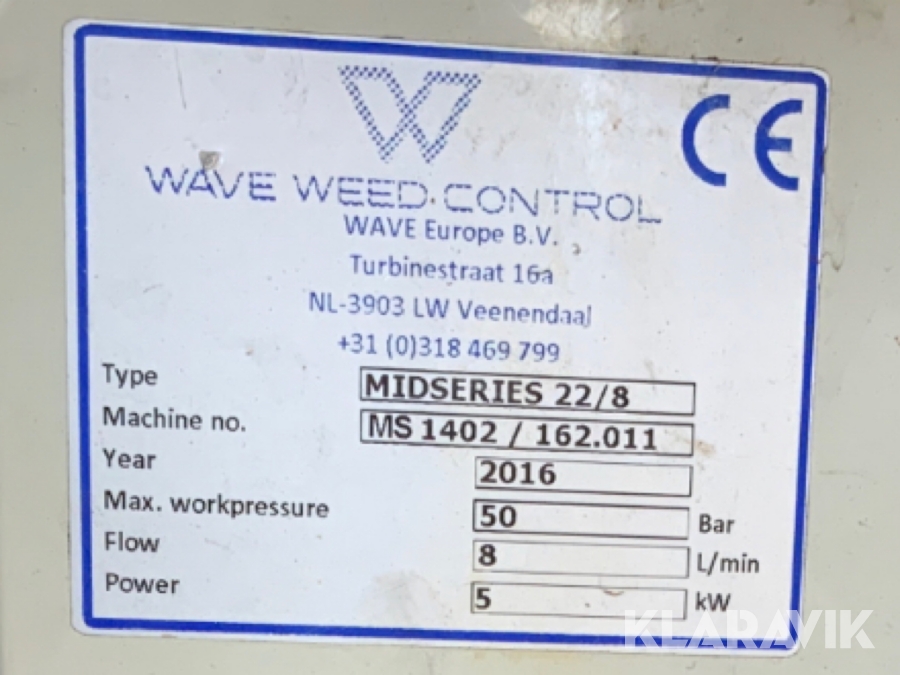 W
CE
WAVE WEED·CONTROL
WAVE Europe B.V.
Turbinestraat 16a
NL-3903 LW Veenendaal
+31 (0)318 469 799
Type MIDSERIES 22/8
Machine no. MS 1402 / 162.011
Year 2016
Max. workpressure 50 Bar
Flow 8 L/min
Power 5 kW
KLARAVIK